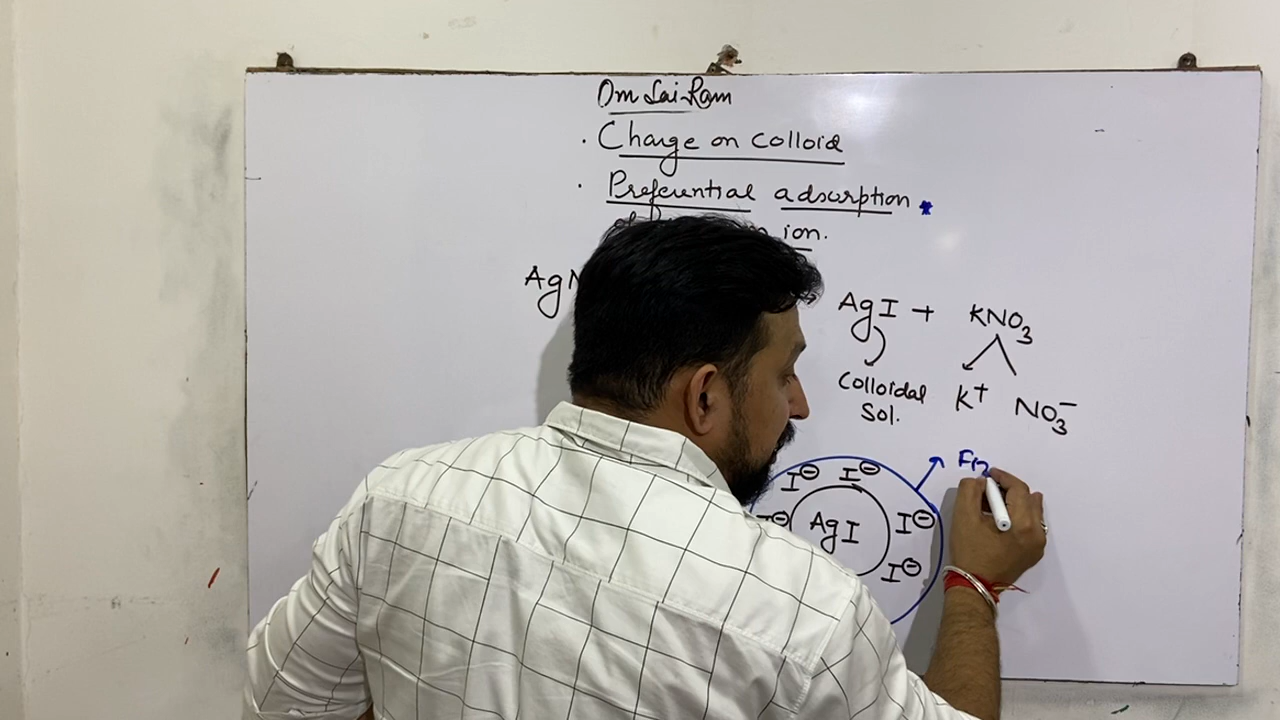 Om Sai Ram
· Charge on Colloid
· Preferential adsorption *
ion.
AgI + KNO₃
Colloidal Sol.
K⁺ NO₃⁻
I⊖ I⊖
AgI I⊖
I⊖